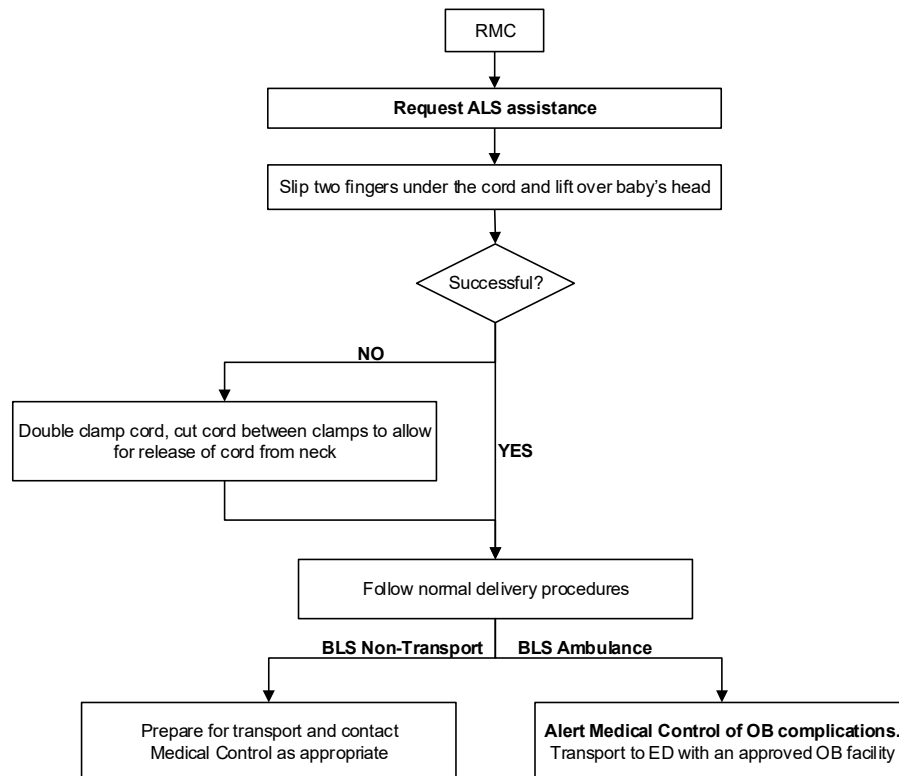 RMC
Request ALS assistance
Slip two fingers under the cord and lift over baby's head
Successful?
NO
Double clamp cord, cut cord between clamps to allow
for release of cord from neck
YES
Follow normal delivery procedures
BLS Non-Transport
BLS Ambulance
Prepare for transport and contact
Medical Control as appropriate
Alert Medical Control of OB complications.
Transport to ED with an approved OB facility